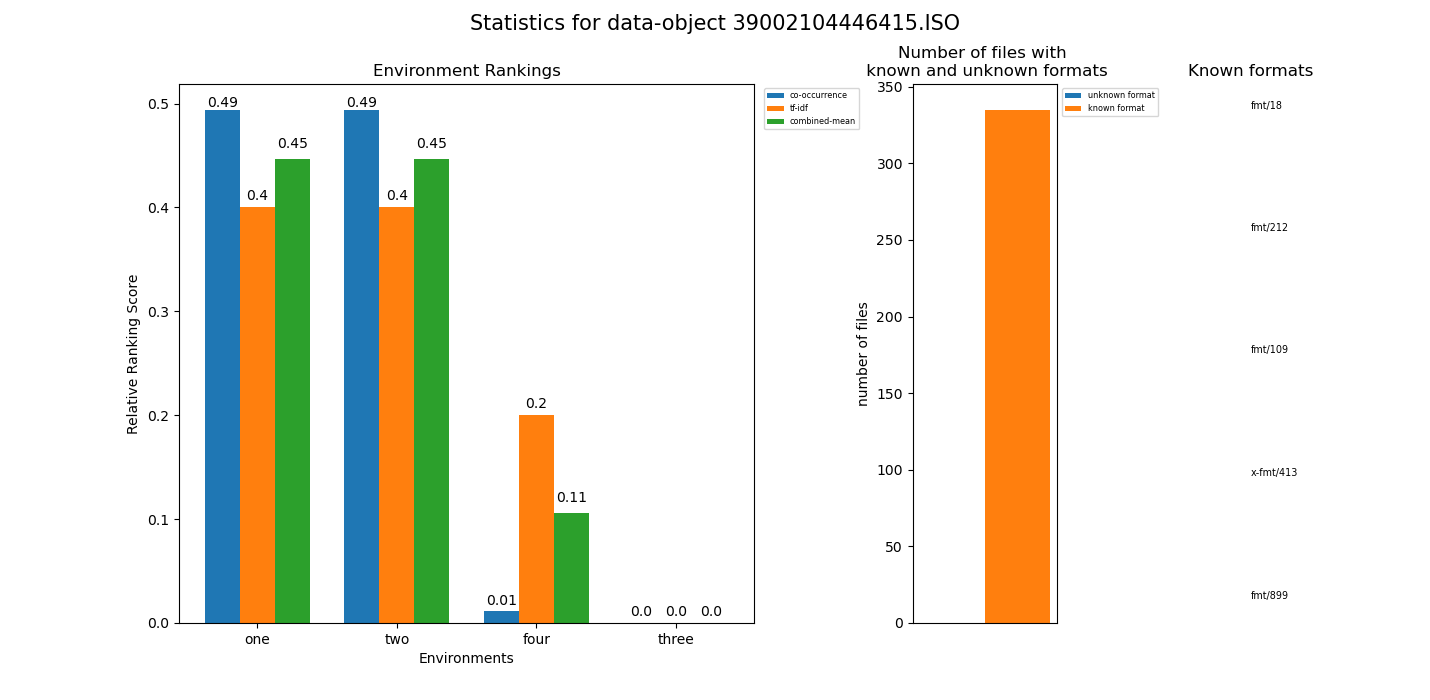 Statistics for data-object 39002104446415.ISO
Environment Rankings
Relative Ranking Score
0.5
0.4
0.3
0.2
0.1
0.0
0.49
0.4
0.45
0.49
0.4
0.45
0.01
0.2
0.11
0.0
0.0
0.0
one
two
four
three
Environments
co-occurrence
tf-idf
combined-mean
Number of files with
known and unknown formats
number of files
350
300
250
200
150
100
50
0
unknown format
known format
Known formats
fmt/18
fmt/212
fmt/109
x-fmt/413
fmt/899